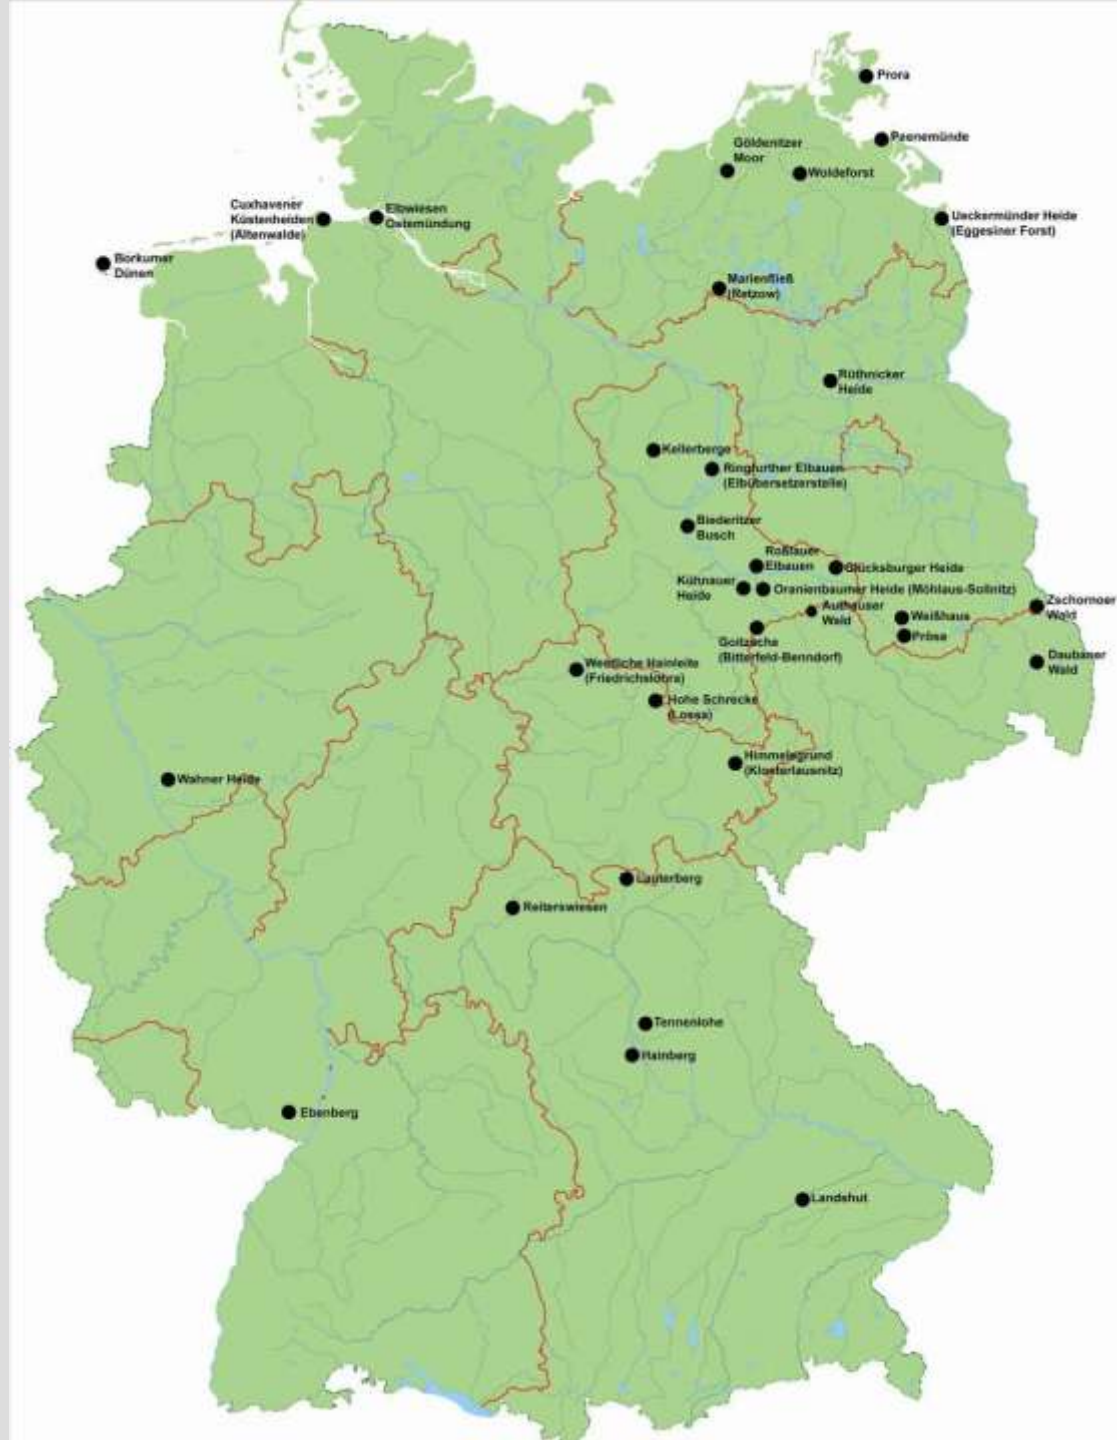 Prora
Peenemünde
Göldenitzer
Moor
Woldeforst
Cuxhavener
Küstenheiden
(Altenwalde)
Elbwiesen
Ostemündung
Ueckermünder Heide
(Eggesiner Forst)
Borkumer
Dünen
Marienfließ
(Retzow)
Rüthnicker
Heide
Kellerberge
Ringfurther Elbauen
(Elbübersetzerstelle)
Biederitzer
Busch
Roßlauer
Elbauen
Glücksburger Heide
Kühnauer
Heide
Oranienbaumer Heide (Möhlaus-Sollnitz)
Authauser
Wald
Zschornoer
Wald
Weißhaus
Prösa
Goitzsche
(Bitterfeld-Benndorf)
Daubaner
Wald
Westliche Hainleite
(Friedrichslohra)
Hohe Schrecke
(Lossa)
Himmelsgrund
(Klosterlausnitz)
Wahner Heide
Lauterberg
Reiterswiesen
Tennenlohe
Hainberg
Ebenberg
Landshut